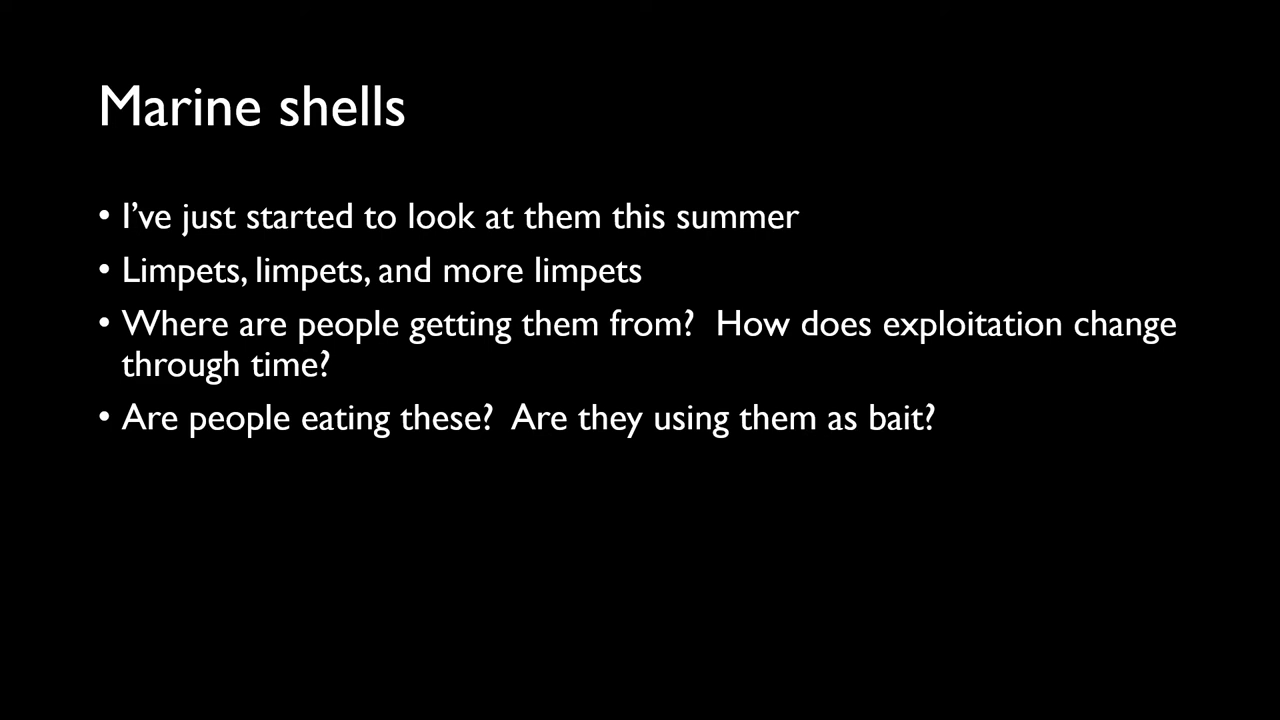 Marine shells
• I've just started to look at them this summer
• Limpets, limpets, and more limpets
• Where are people getting them from?  How does exploitation change
through time?
• Are people eating these?  Are they using them as bait?